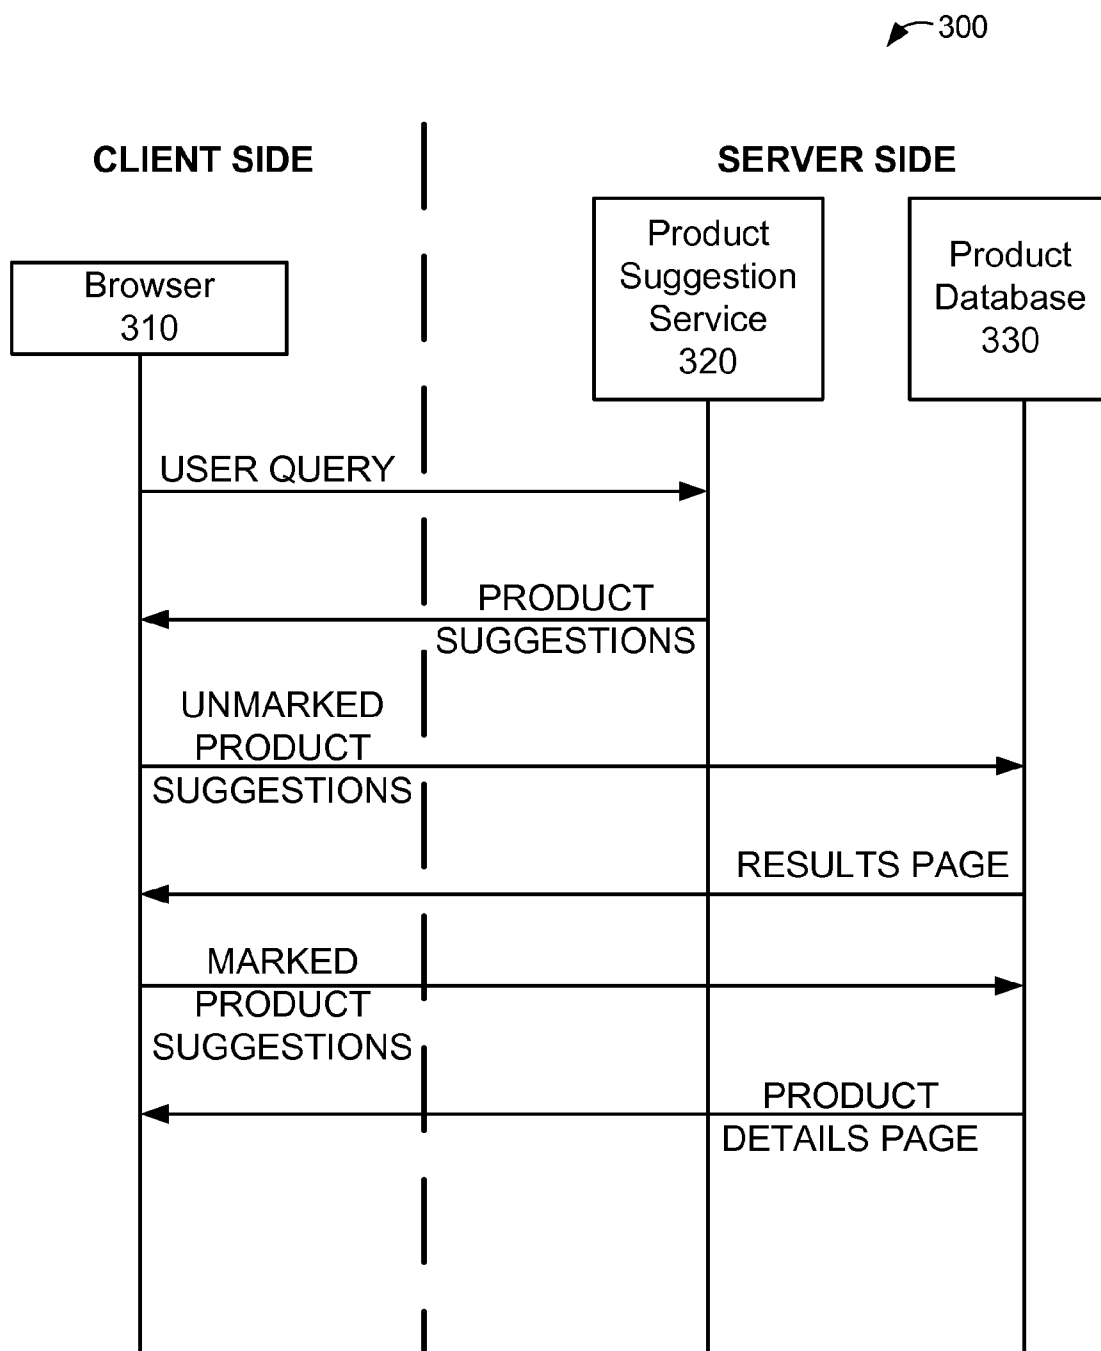 300
CLIENT SIDE
SERVER SIDE
Browser
310
Product
Suggestion
Service
320
Product
Database
330
USER QUERY
PRODUCT
SUGGESTIONS
UNMARKED
PRODUCT
SUGGESTIONS
RESULTS PAGE
MARKED
PRODUCT
SUGGESTIONS
PRODUCT
DETAILS PAGE